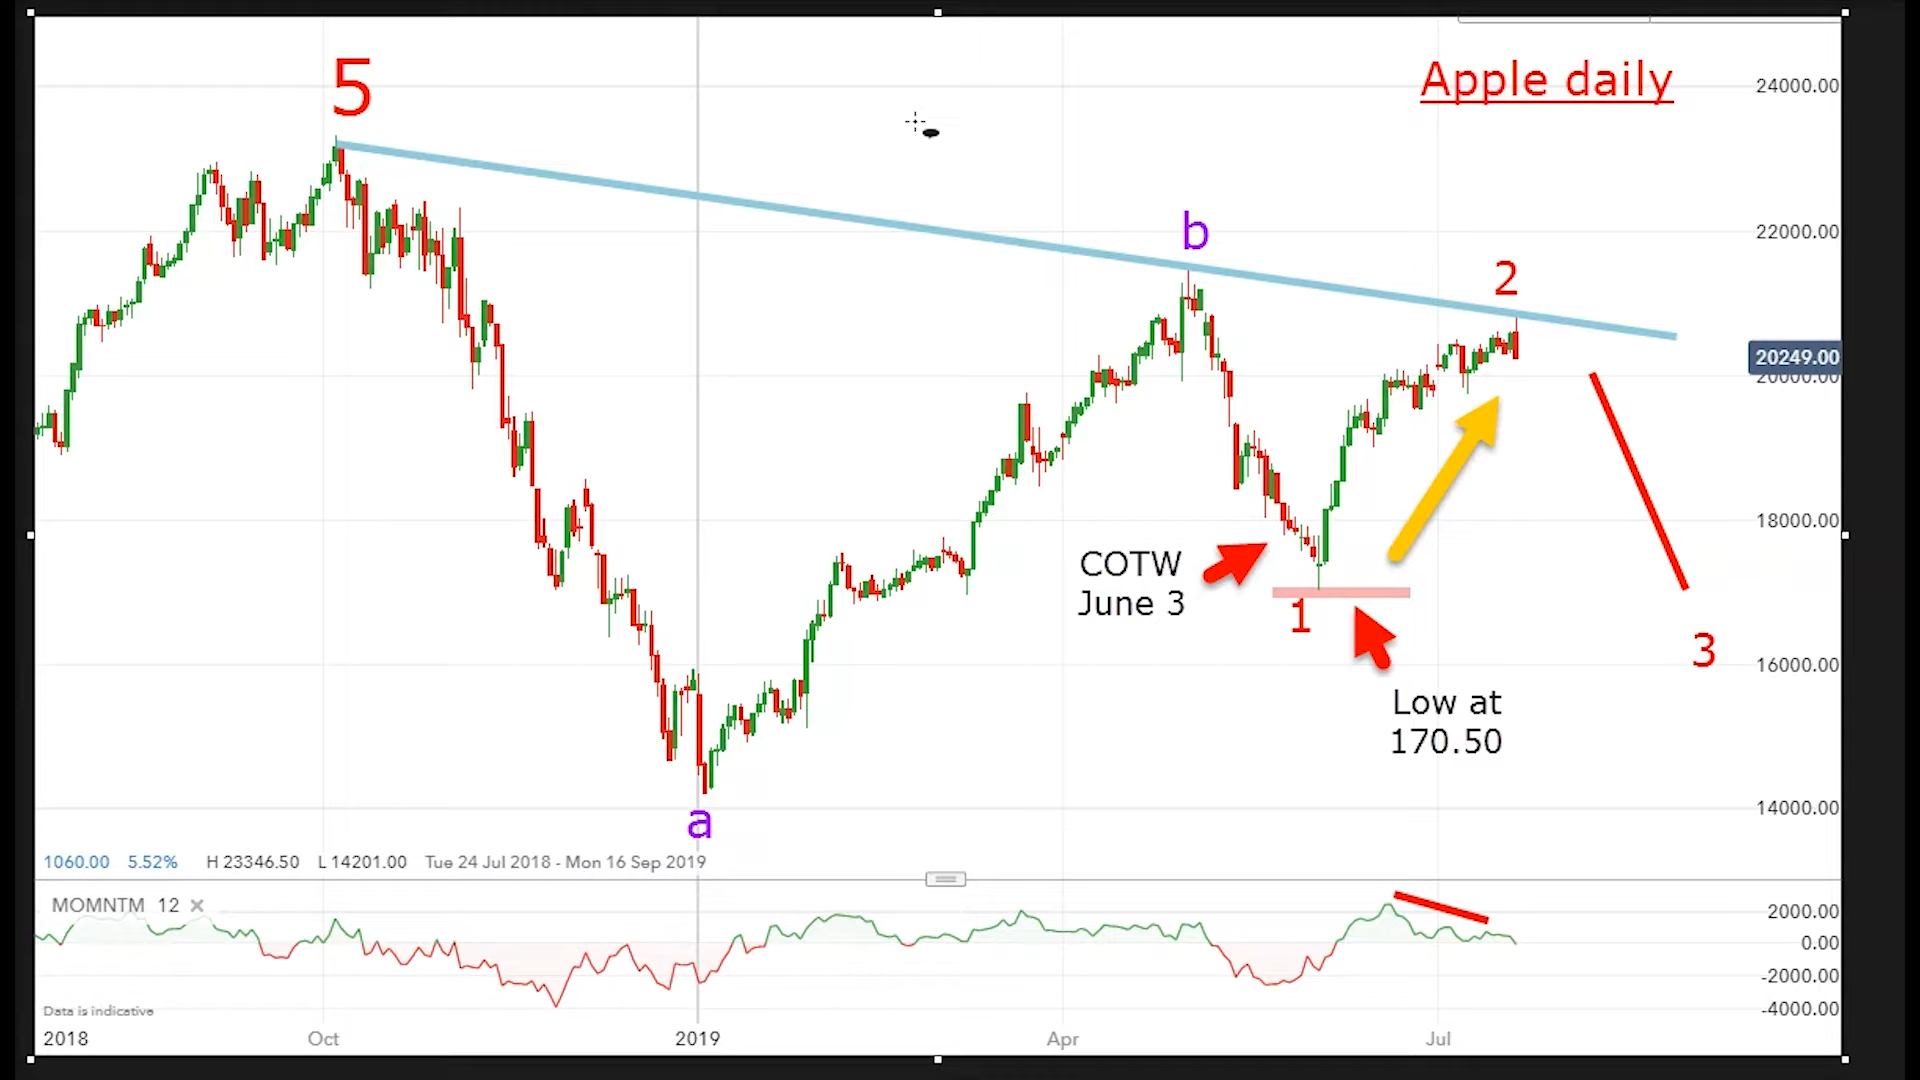 Apple daily
24000.00
5
b
22000.00
2
20249.00
20000.00
18000.00
COTW
June 3
1
3
16000.00
Low at
170.50
14000.00
a
1060.00 5.52% H 23346.50 L 14201.00 Tue 24 Jul 2018 - Mon 16 Sep 2019
MOMNTM 12 ×
2000.00
0.00
-2000.00
-4000.00
Data is indicative
2018 Oct 2019 Apr Jul